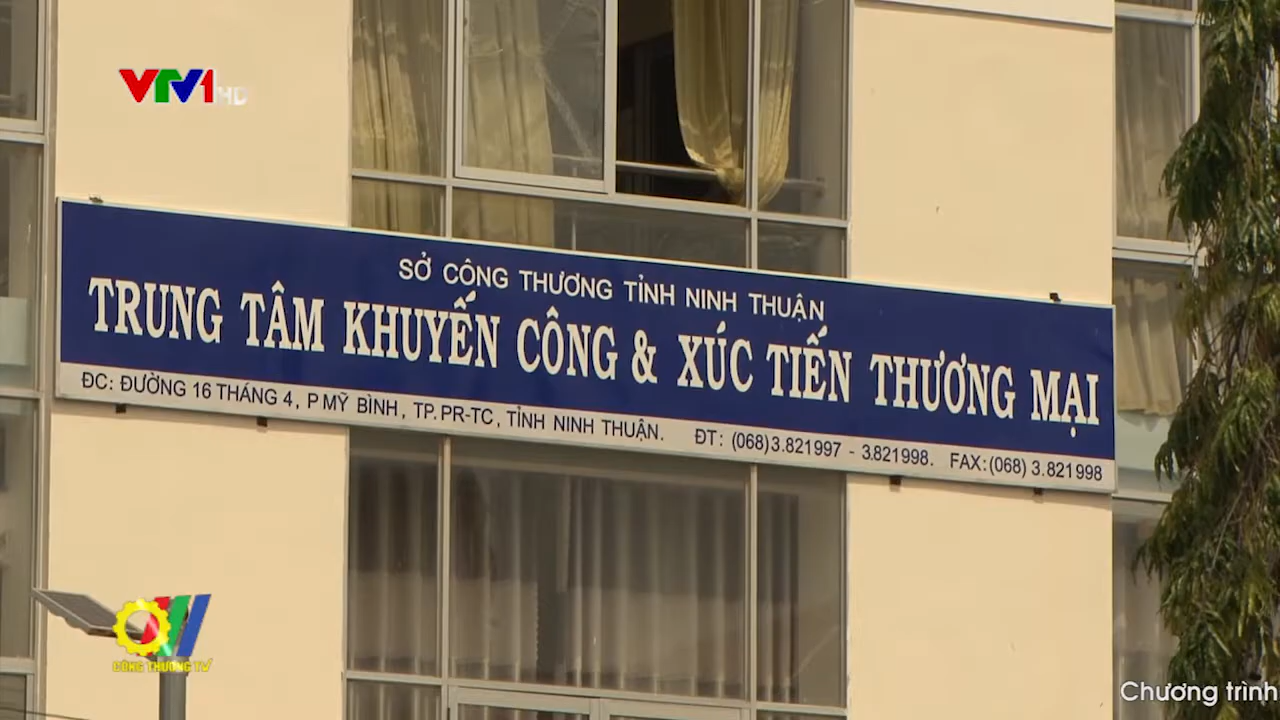 VTV1 HD
SỞ CÔNG THƯƠNG TỈNH NINH THUẬN
TRUNG TÂM KHUYẾN CÔNG & XÚC TIẾN THƯƠNG MẠI
ĐC: ĐƯỜNG 16 THÁNG 4, P MỸ BÌNH, TP. PR-TC, TỈNH NINH THUẬN. ĐT: (068)3.821997 - 3.821998. FAX:(068) 3.821998
CÔNG THƯƠNG TV
Chương trình